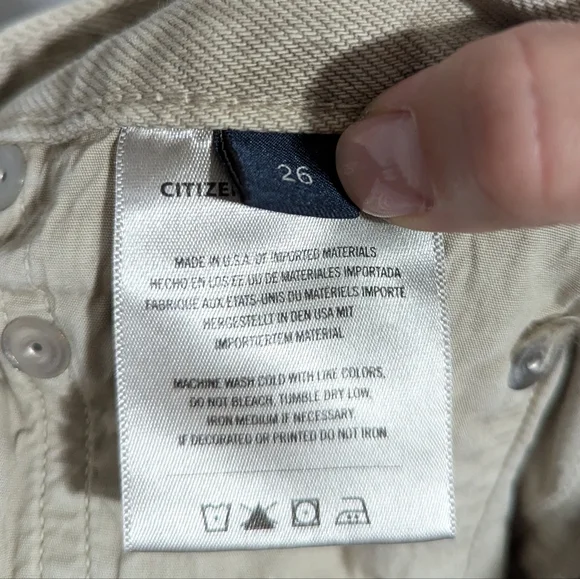 CITIZE
26
MADE IN U.S.A. OF IMPORTED MATERIALS
HECHO EN LOS EE UU DE MATERIALES IMPORTADA
FABRIQUE AUX ETATS-UNIS DU MATERIELS IMPORTE
HERGESTELLT IN DEN USA MIT
IMPORTIERTEM MATERIAL
MACHINE WASH COLD WITH LIKE COLORS,
DO NOT BLEACH, TUMBLE DRY LOW,
IRON MEDIUM IF NECESSARY.
IF DECORATED OR PRINTED DO NOT IRON.